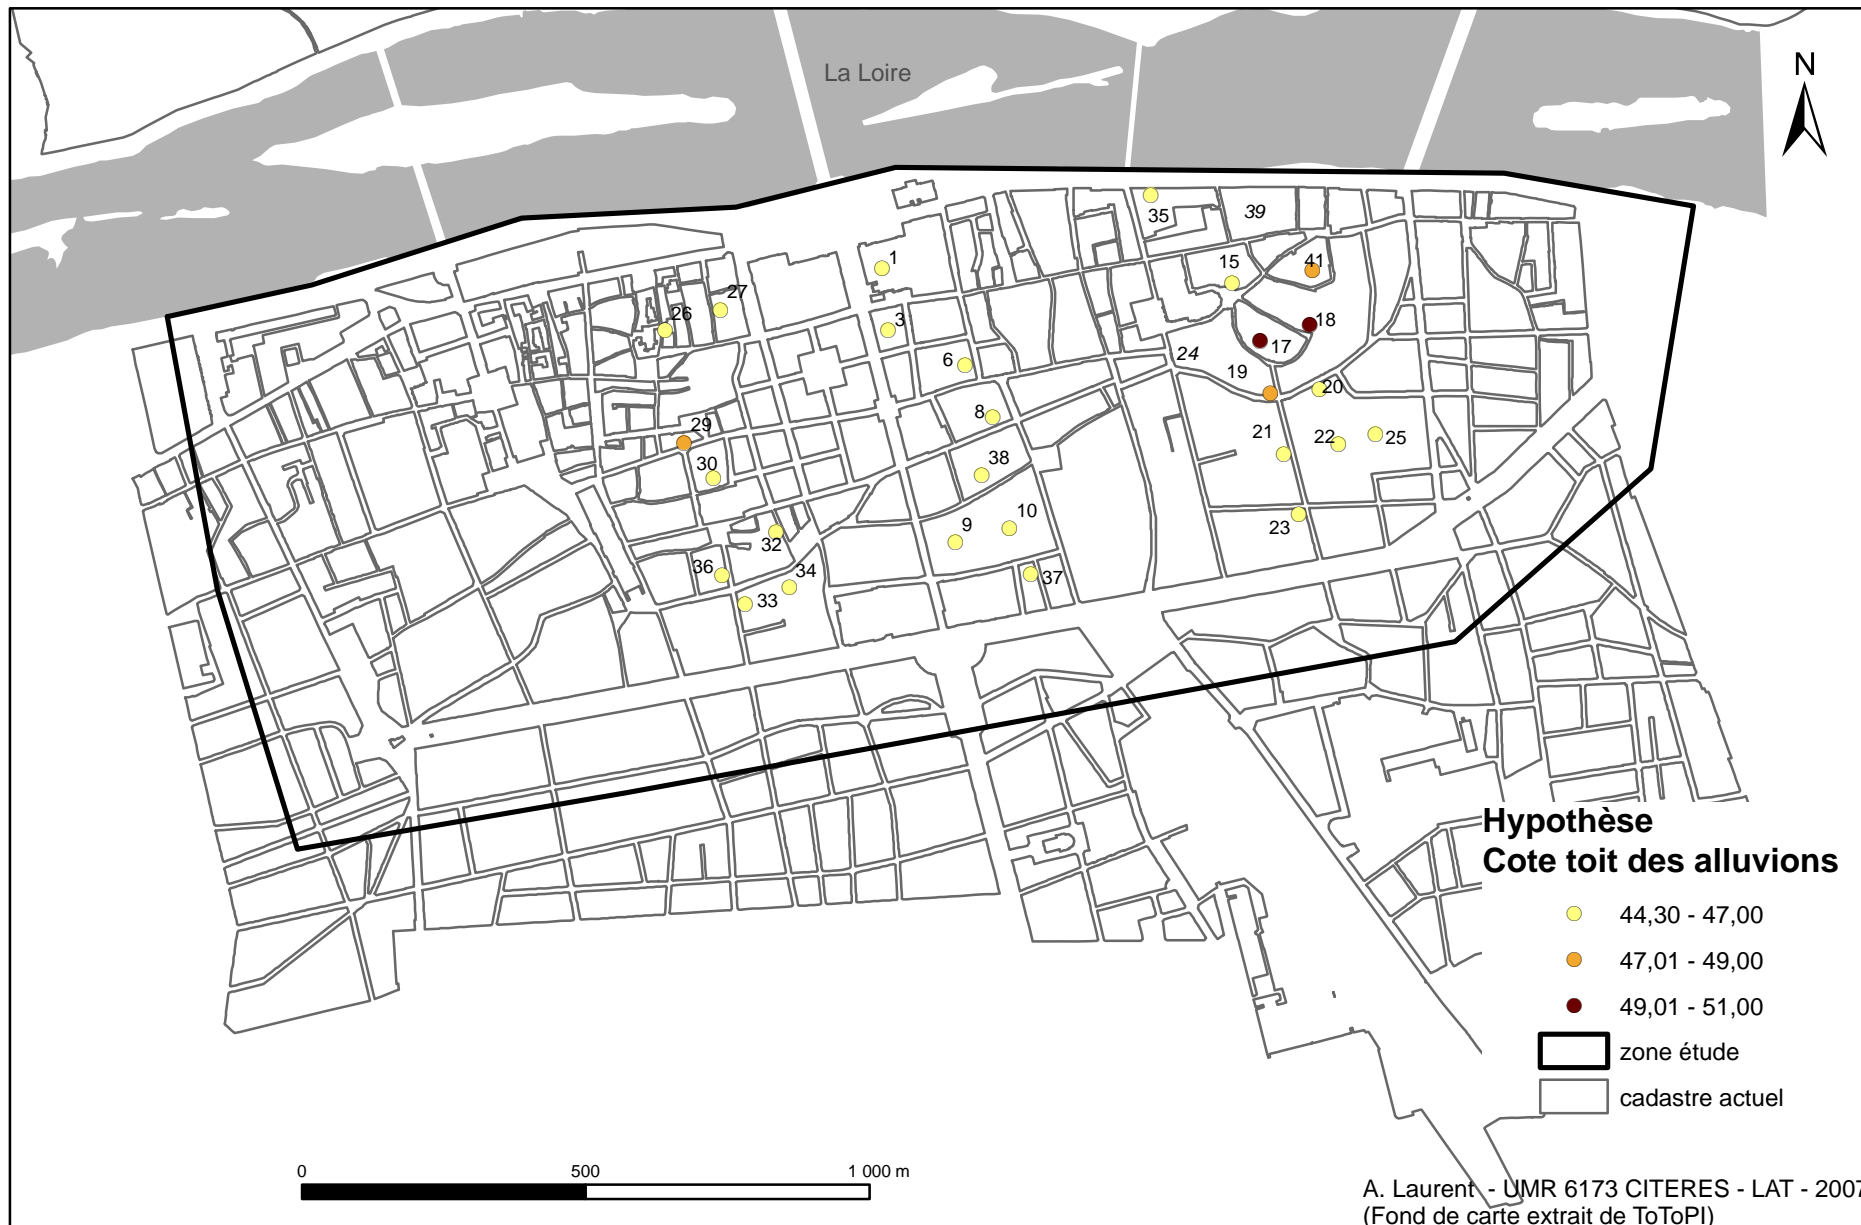 La Loire
N
35
39
1
15
41
27
26
3
18
17
24
6
19
20
8
29
21
22
25
30
38
10
9
23
32
36
34
37
33
Hypothèse
Cote toit des alluvions
44,30 - 47,00
47,01 - 49,00
49,01 - 51,00
zone étude
cadastre actuel
0 500 1 000 m
A. Laurent - UMR 6173 CITERES - LAT - 2007
(Fond de carte extrait de ToToPI)